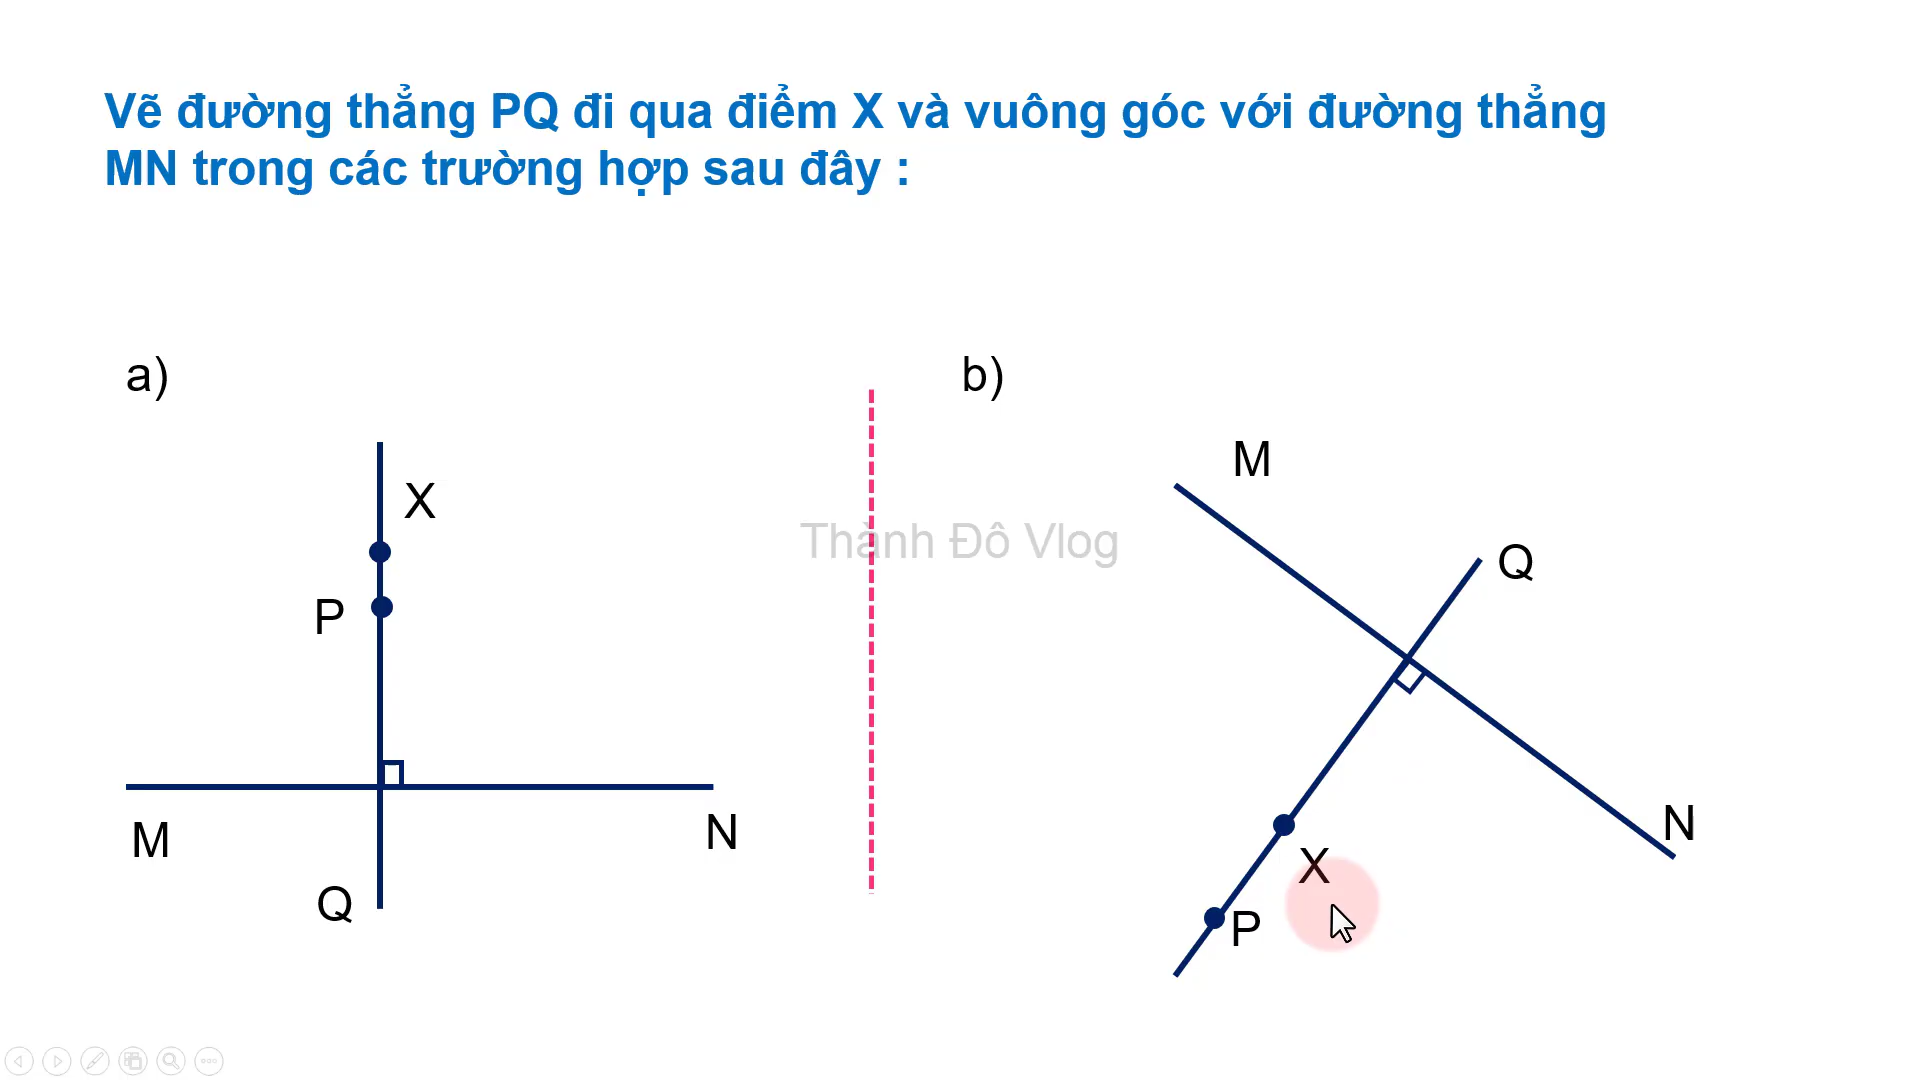 Vẽ đường thẳng PQ đi qua điểm X và vuông góc với đường thẳng
MN trong các trường hợp sau đây :
a)
X
P
M
N
Q
b)
M
Q
N
X
P
Thành Đô Vlog